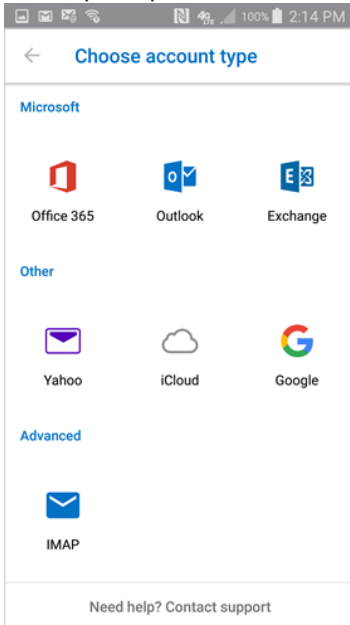 100% 2:14 PM
Choose account type
Microsoft
Office 365 Outlook Exchange
Other
Yahoo iCloud Google
Advanced
IMAP
Need help? Contact support